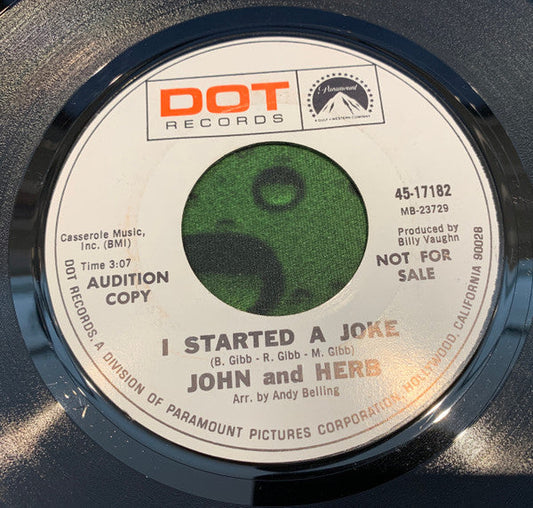 DOT
RECORDS
Paramount
A GULF + WESTERN COMPANY
45-17182
MB-23729
Casserole Music,
Inc. (BMI)
Produced by
Billy Vaughn
Time 3:07
AUDITION
COPY
NOT FOR
SALE
I STARTED A JOKE
(B. Gibb - R. Gibb - M. Gibb)
JOHN and HERB
Arr. by Andy Belling
DOT RECORDS, A DIVISION OF PARAMOUNT PICTURES CORPORATION, HOLLYWOOD, CALIFORNIA 90028